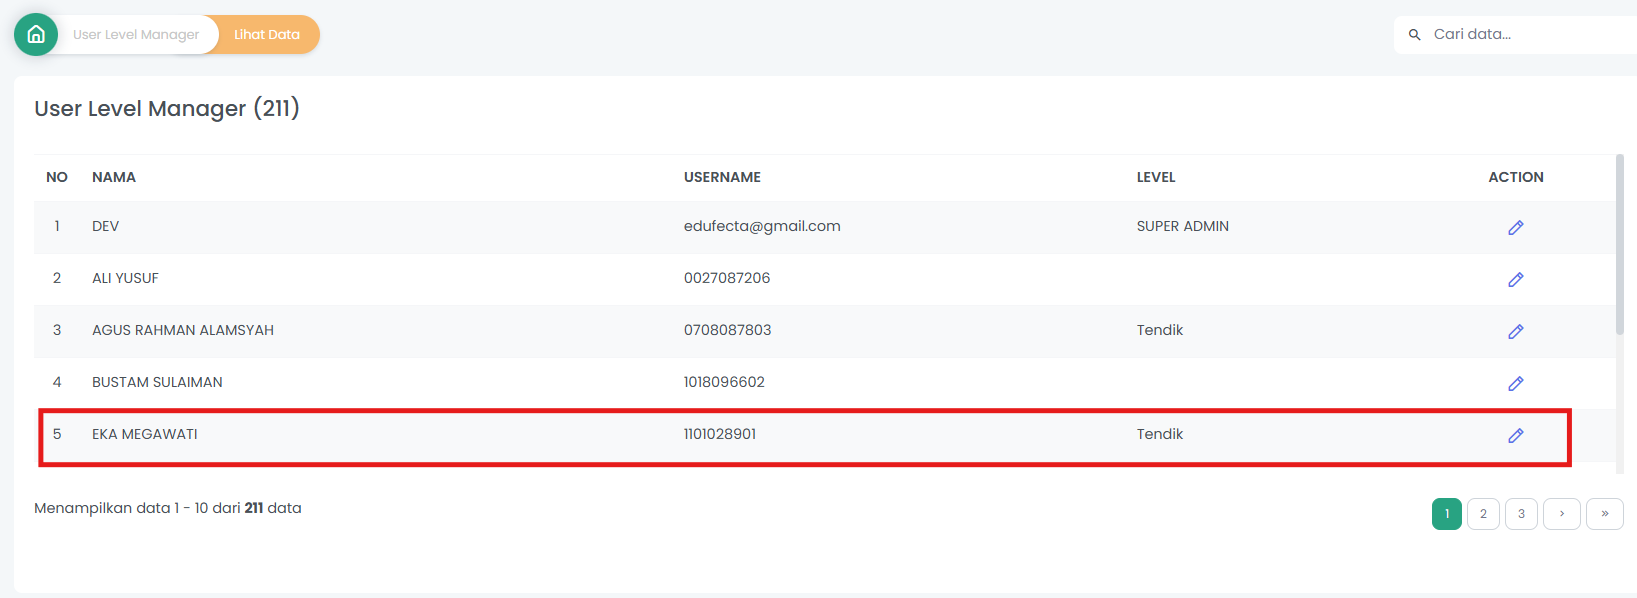 User Level Manager Lihat Data Cari data...
User Level Manager (211)
NO NAMA USERNAME LEVEL ACTION
1 DEV edufecta@gmail.com SUPER ADMIN
2 ALI YUSUF 0027087206
3 AGUS RAHMAN ALAMSYAH 0708087803 Tendik
4 BUSTAM SULAIMAN 1018096602
5 EKA MEGAWATI 1101028901 Tendik
Menampilkan data 1 - 10 dari 211 data 1 2 3 › »